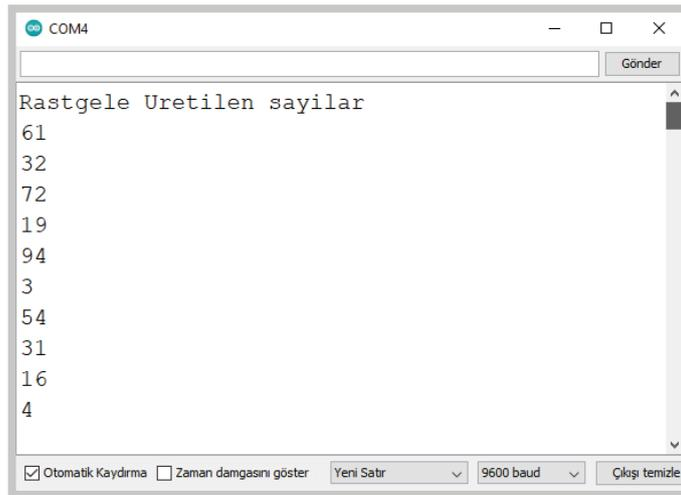 COM4
Gönder
Rastgele Uretilen sayilar
61
32
72
19
94
3
54
31
16
4
Otomatik Kaydırma Zaman damgasını göster Yeni Satır 9600 baud Çıkışı temizle